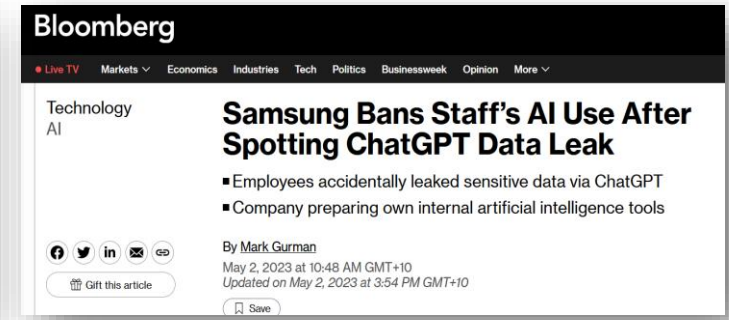 Bloomberg
Live TV Markets Economics Industries Tech Politics Businessweek Opinion More
Technology
AI
Samsung Bans Staff’s AI Use After
Spotting ChatGPT Data Leak
Employees accidentally leaked sensitive data via ChatGPT
Company preparing own internal artificial intelligence tools
By Mark Gurman
May 2, 2023 at 10:48 AM GMT+10
Updated on May 2, 2023 at 3:54 PM GMT+10
Gift this article
Save